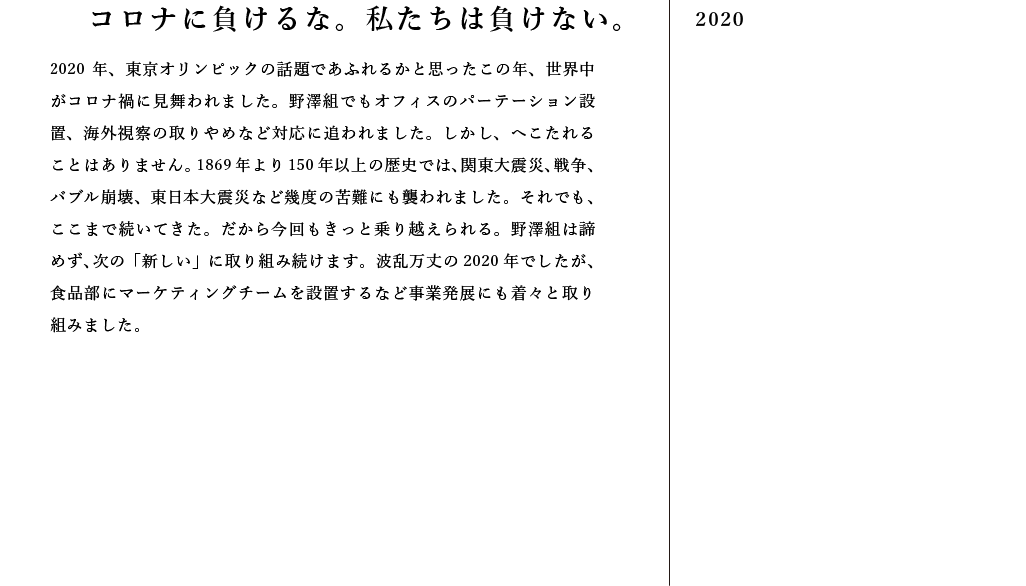 コロナに負けるな。私たちは負けない。
2020
2020 年、東京オリンピックの話題であふれるかと思ったこの年、世界中
がコロナ禍に見舞われました。野澤組でもオフィスのパーテーション設
置、海外視察の取りやめなど対応に追われました。しかし、へこたれる
ことはありません。1869 年より 150 年以上の歴史では、関東大震災、戦争、
バブル崩壊、東日本大震災など幾度の苦難にも襲われました。それでも、
ここまで続いてきた。だから今回もきっと乗り越えられる。野澤組は諦
めず、次の「新しい」に取り組み続けます。波乱万丈の 2020 年でしたが、
食品部にマーケティングチームを設置するなど事業発展にも着々と取り
組みました。